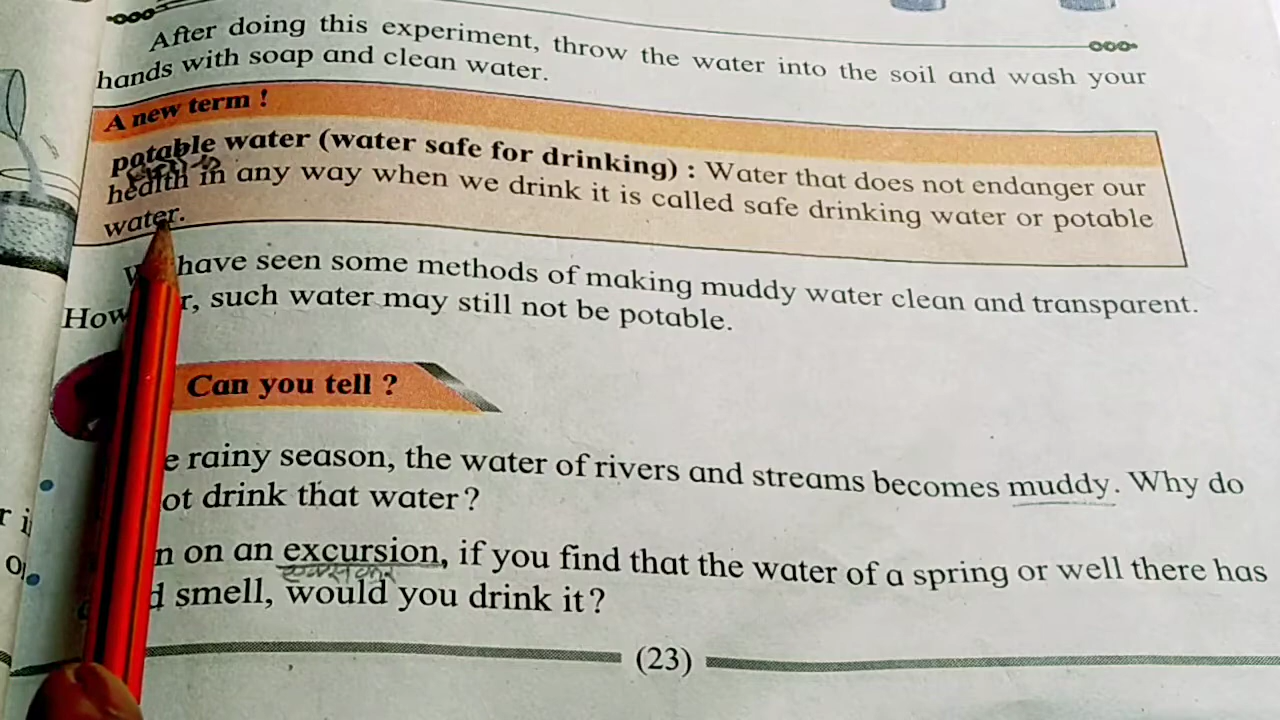 After doing this experiment, throw the water into the soil and wash your
hands with soap and clean water.
A new term !
potable water (water safe for drinking) : Water that does not endanger our
health in any way when we drink it is called safe drinking water or potable
water.
have seen some methods of making muddy water clean and transparent.
How r, such water may still not be potable.
Can you tell ?
e rainy season, the water of rivers and streams becomes muddy. Why do
ot drink that water?
n on an excursion, if you find that the water of a spring or well there has
d smell, would you drink it?
(23)